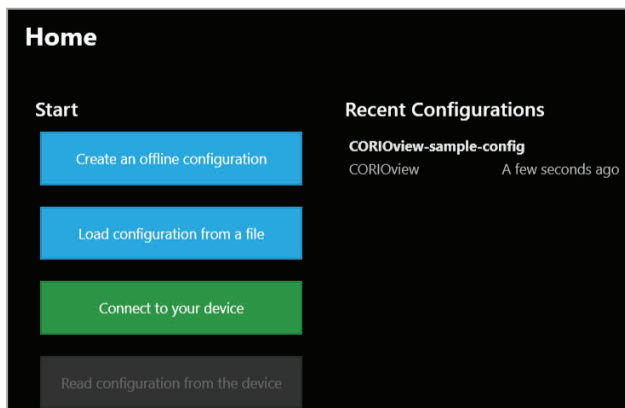 Home
Start
Create an offline configuration
Load configuration from a file
Connect to your device
Read configuration from the device
Recent Configurations
CORIOview-sample-config
CORIOview A few seconds ago